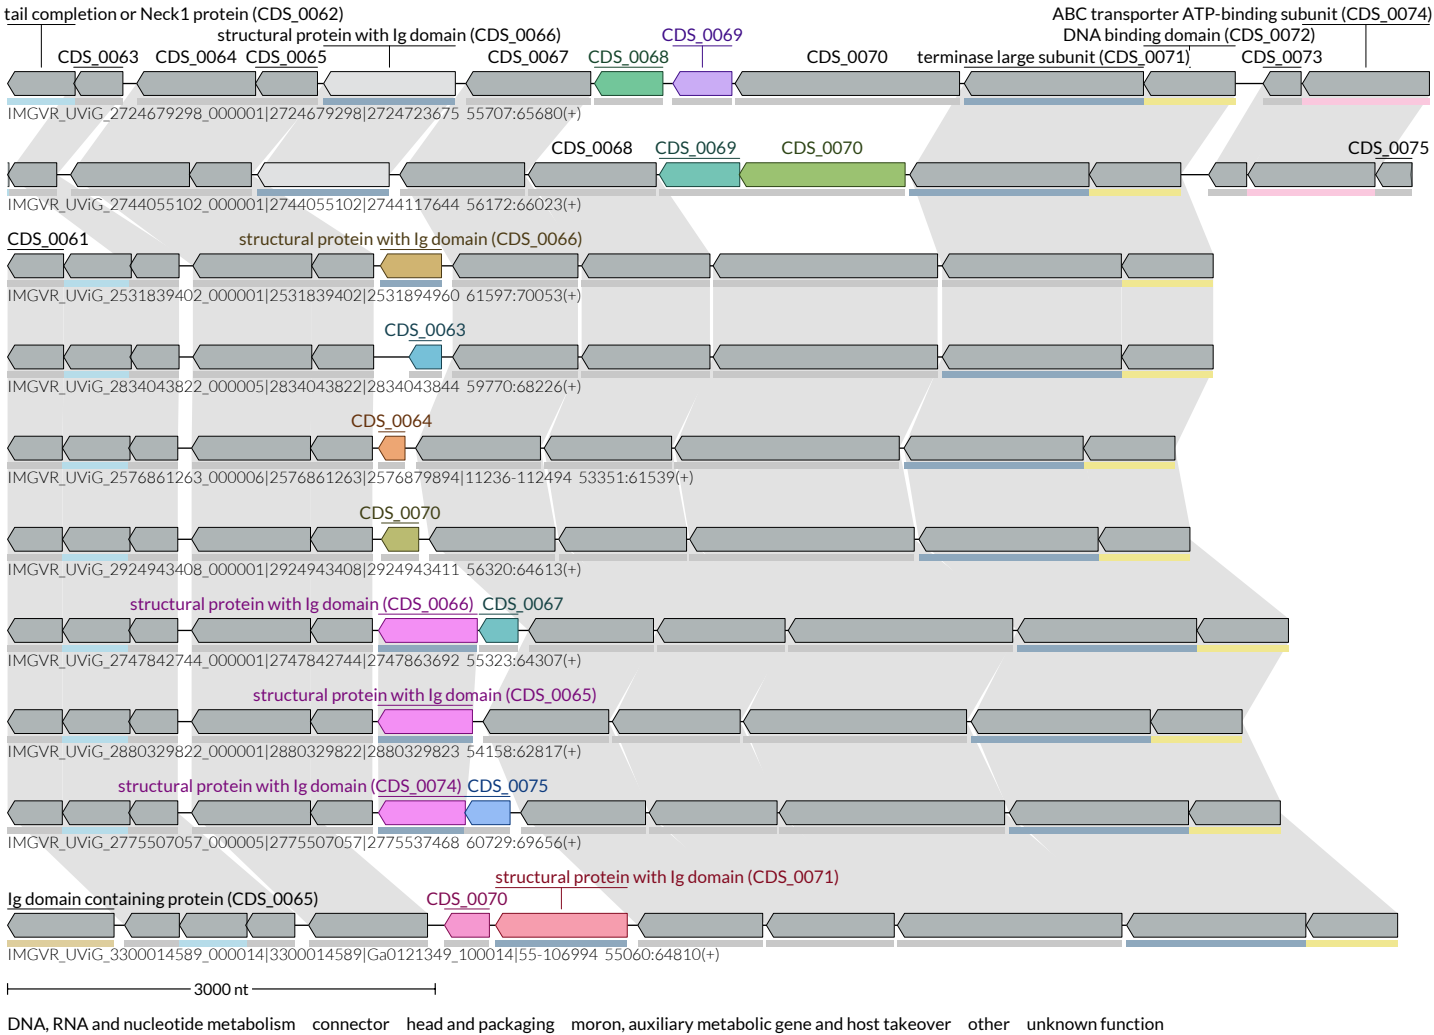 tail completion or Neck1 protein (CDS_0062)
ABC transporter ATP-binding subunit (CDS_0074)
structural protein with Ig domain (CDS_0066)
CDS_0069
DNA binding domain (CDS_0072)
CDS_0063
CDS_0064
CDS_0065
CDS_0067
CDS_0068
CDS_0070
terminase large subunit (CDS_0071)
CDS_0073
IMGVR_UViG_2724679298_000001|2724679298|2724723675 55707:65680(+)
CDS_0068
CDS_0069
CDS_0070
CDS_0075
IMGVR_UViG_2744055102_000001|2744055102|2744117644 56172:66023(+)
CDS_0061
structural protein with Ig domain (CDS_0066)
IMGVR_UViG_2531839402_000001|2531839402|2531894960 61597:70053(+)
CDS_0063
IMGVR_UViG_2834043822_000005|2834043822|2834043844 59770:68226(+)
CDS_0064
IMGVR_UViG_2576861263_000006|2576861263|2576879894|11236-112494 53351:61539(+)
CDS_0070
IMGVR_UViG_2924943408_000001|2924943408|2924943411 56320:64613(+)
structural protein with Ig domain (CDS_0066)
CDS_0067
IMGVR_UViG_2747842744_000001|2747842744|2747863692 55323:64307(+)
structural protein with Ig domain (CDS_0065)
IMGVR_UViG_2880329822_000001|2880329822|2880329823 54158:62817(+)
structural protein with Ig domain (CDS_0074)
CDS_0075
IMGVR_UViG_2775507057_000005|2775507057|2775537468 60729:69656(+)
structural protein with Ig domain (CDS_0071)
Ig domain containing protein (CDS_0065)
CDS_0070
IMGVR_UViG_3300014589_000014|3300014589|Ga0121349_100014|55-106994 55060:64810(+)
3000 nt
DNA, RNA and nucleotide metabolism connector head and packaging moron, auxiliary metabolic gene and host takeover other unknown function